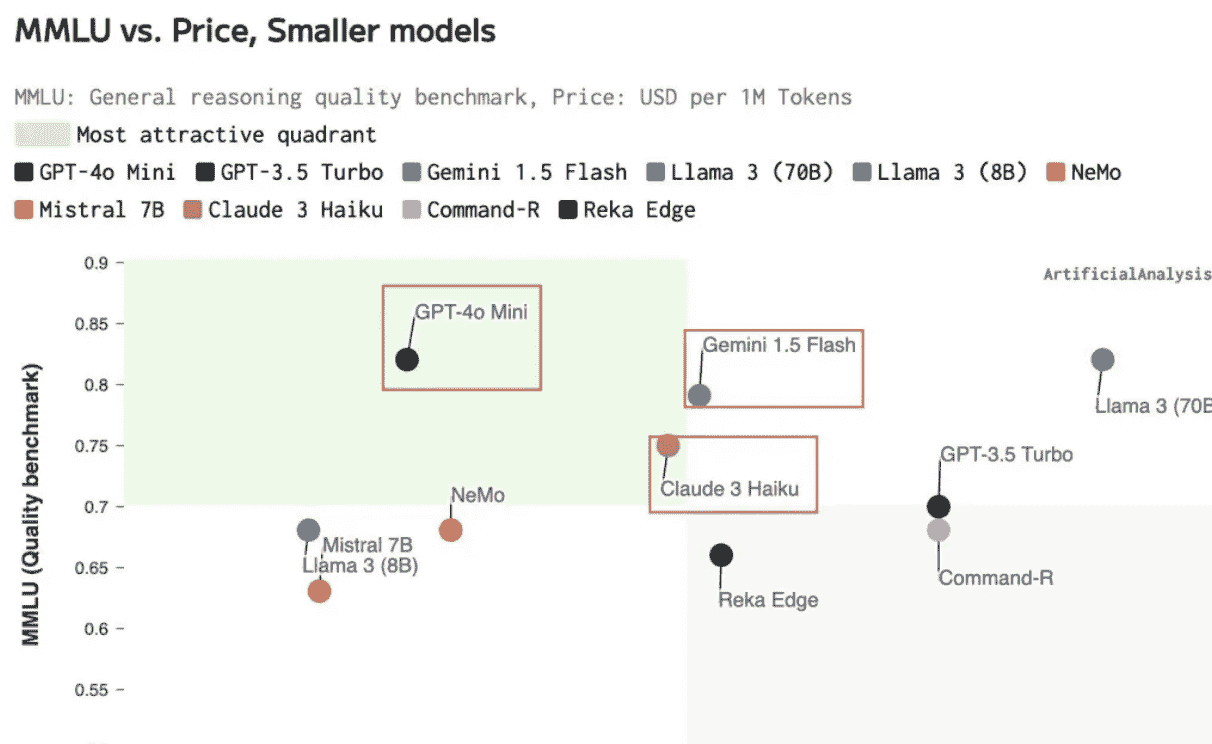 MMLU vs. Price, Smaller models
MMLU: General reasoning quality benchmark, Price: USD per 1M Tokens
Most attractive quadrant
GPT-4o Mini GPT-3.5 Turbo Gemini 1.5 Flash Llama 3 (70B) Llama 3 (8B) NeMo
Mistral 7B Claude 3 Haiku Command-R Reka Edge
0.9
ArtificialAnalysis
GPT-4o Mini
0.85
Gemini 1.5 Flash
0.8
Llama 3 (70B
0.75
GPT-3.5 Turbo
Claude 3 Haiku
NeMo
0.7
Mistral 7B
Llama 3 (8B)
0.65
Command-R
Reka Edge
0.6
0.55
MMLU (Quality benchmark)